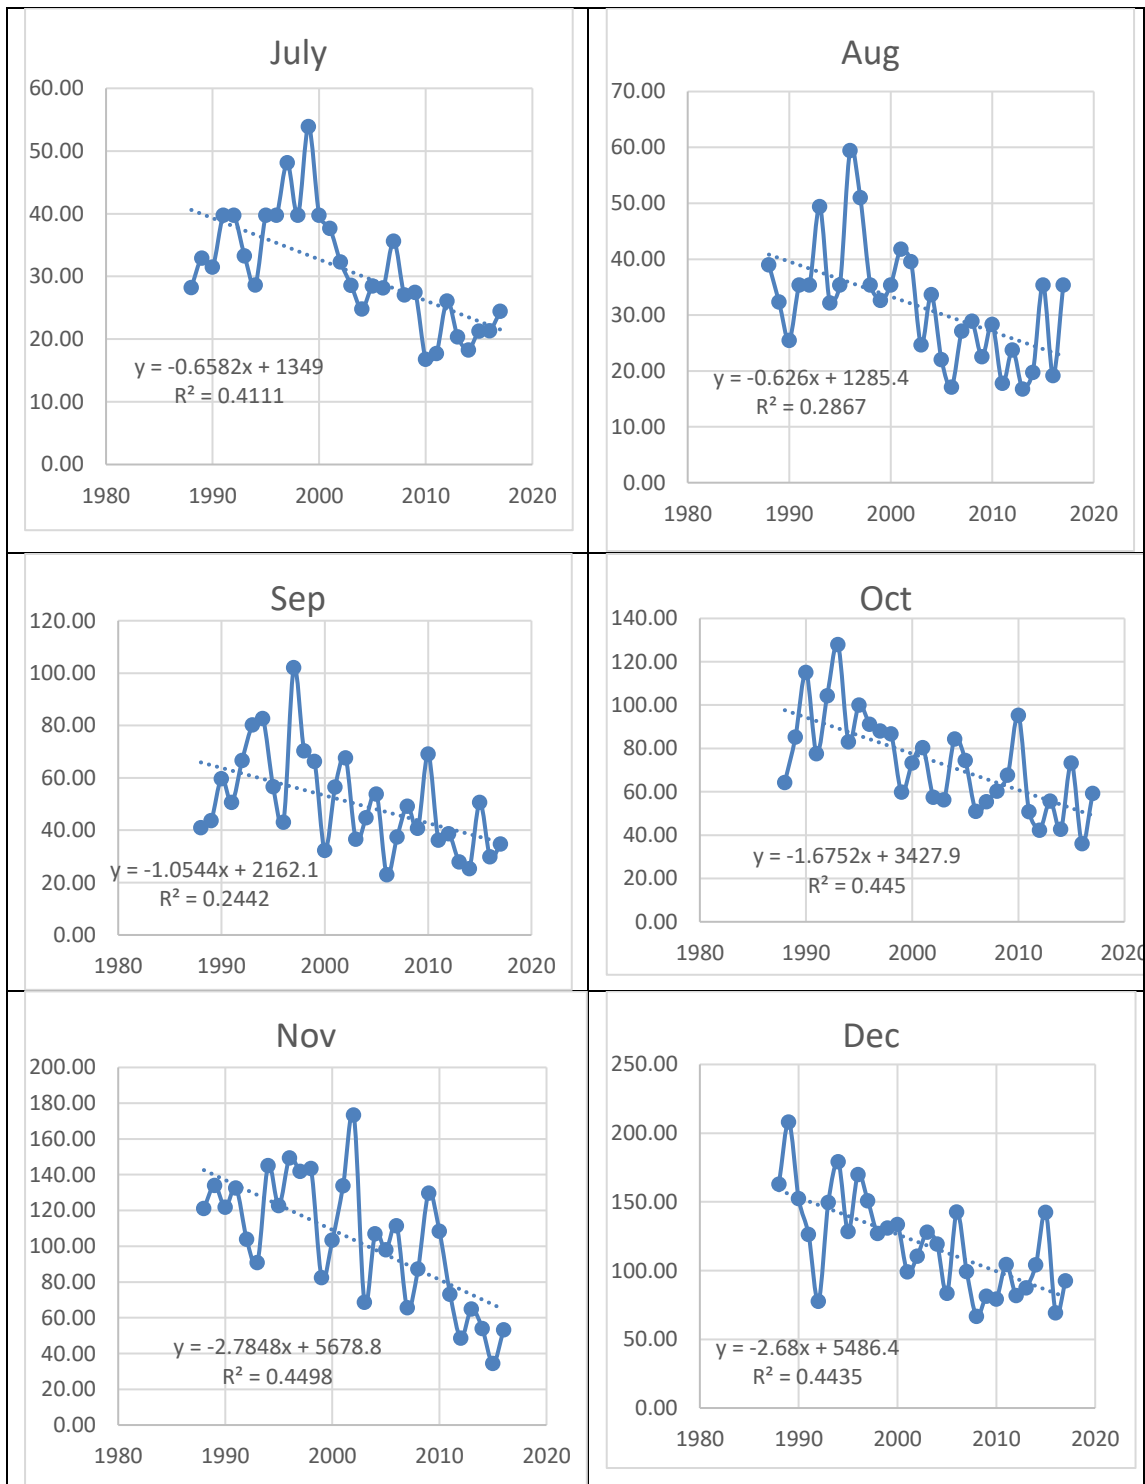 July
60.00
50.00
40.00
30.00
20.00
10.00
0.00
y = -0.6582x + 1349
R² = 0.4111
1980 1990 2000 2010 2020
Aug
70.00
60.00
50.00
40.00
30.00
20.00
10.00
0.00
y = -0.626x + 1285.4
R² = 0.2867
1980 1990 2000 2010 2020
Sep
120.00
100.00
80.00
60.00
40.00
20.00
0.00
y = -1.0544x + 2162.1
R² = 0.2442
1980 1990 2000 2010 2020
Oct
140.00
120.00
100.00
80.00
60.00
40.00
20.00
0.00
y = -1.6752x + 3427.9
R² = 0.445
1980 1990 2000 2010 2020
Nov
200.00
180.00
160.00
140.00
120.00
100.00
80.00
60.00
40.00
20.00
0.00
y = -2.7848x + 5678.8
R² = 0.4498
1980 1990 2000 2010 2020
Dec
250.00
200.00
150.00
100.00
50.00
0.00
y = -2.68x + 5486.4
R² = 0.4435
1980 1990 2000 2010 2020